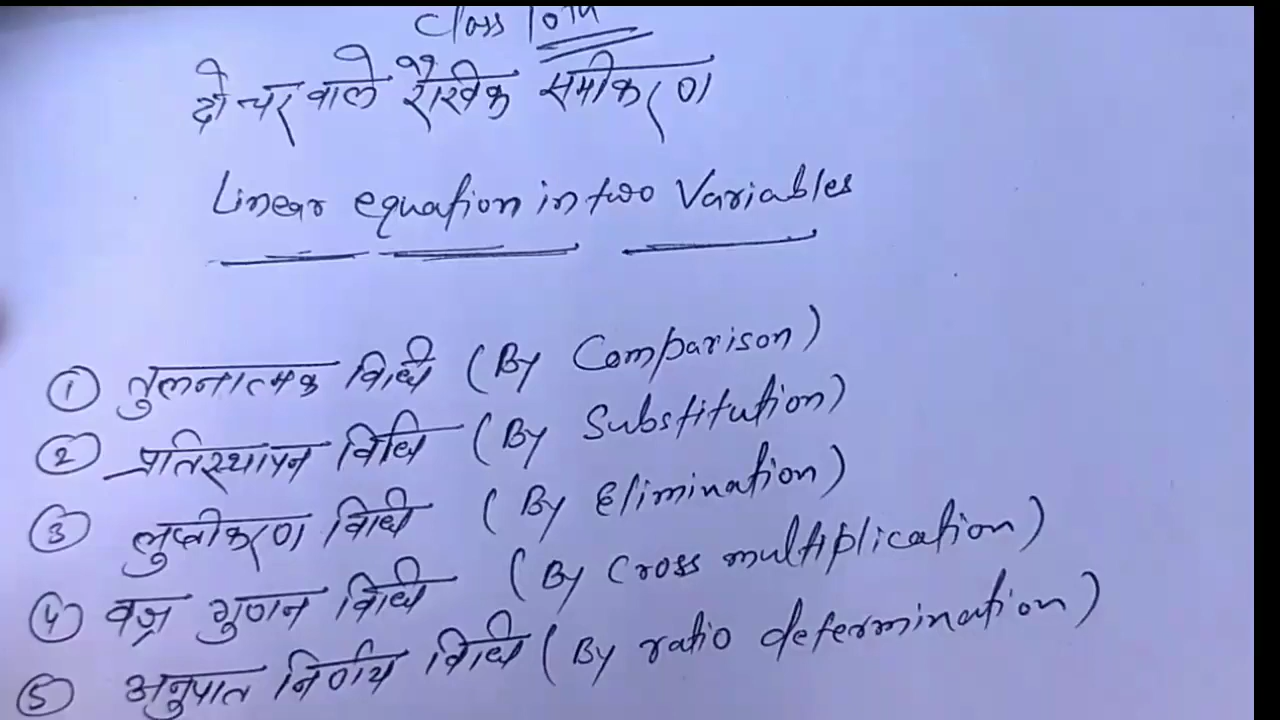 Class 10th
दो चर वाले रैखिक समीकरण
Linear equation in two Variables
① तुलनात्मक विधि (By Comparison)
② प्रतिस्थापन विधि (By Substitution)
③ लुप्तीकरण विधि (By Elimination)
④ वज्र गुणन विधि (By Cross multiplication)
⑤ अनुपात निर्णय विधि (By ratio determination)